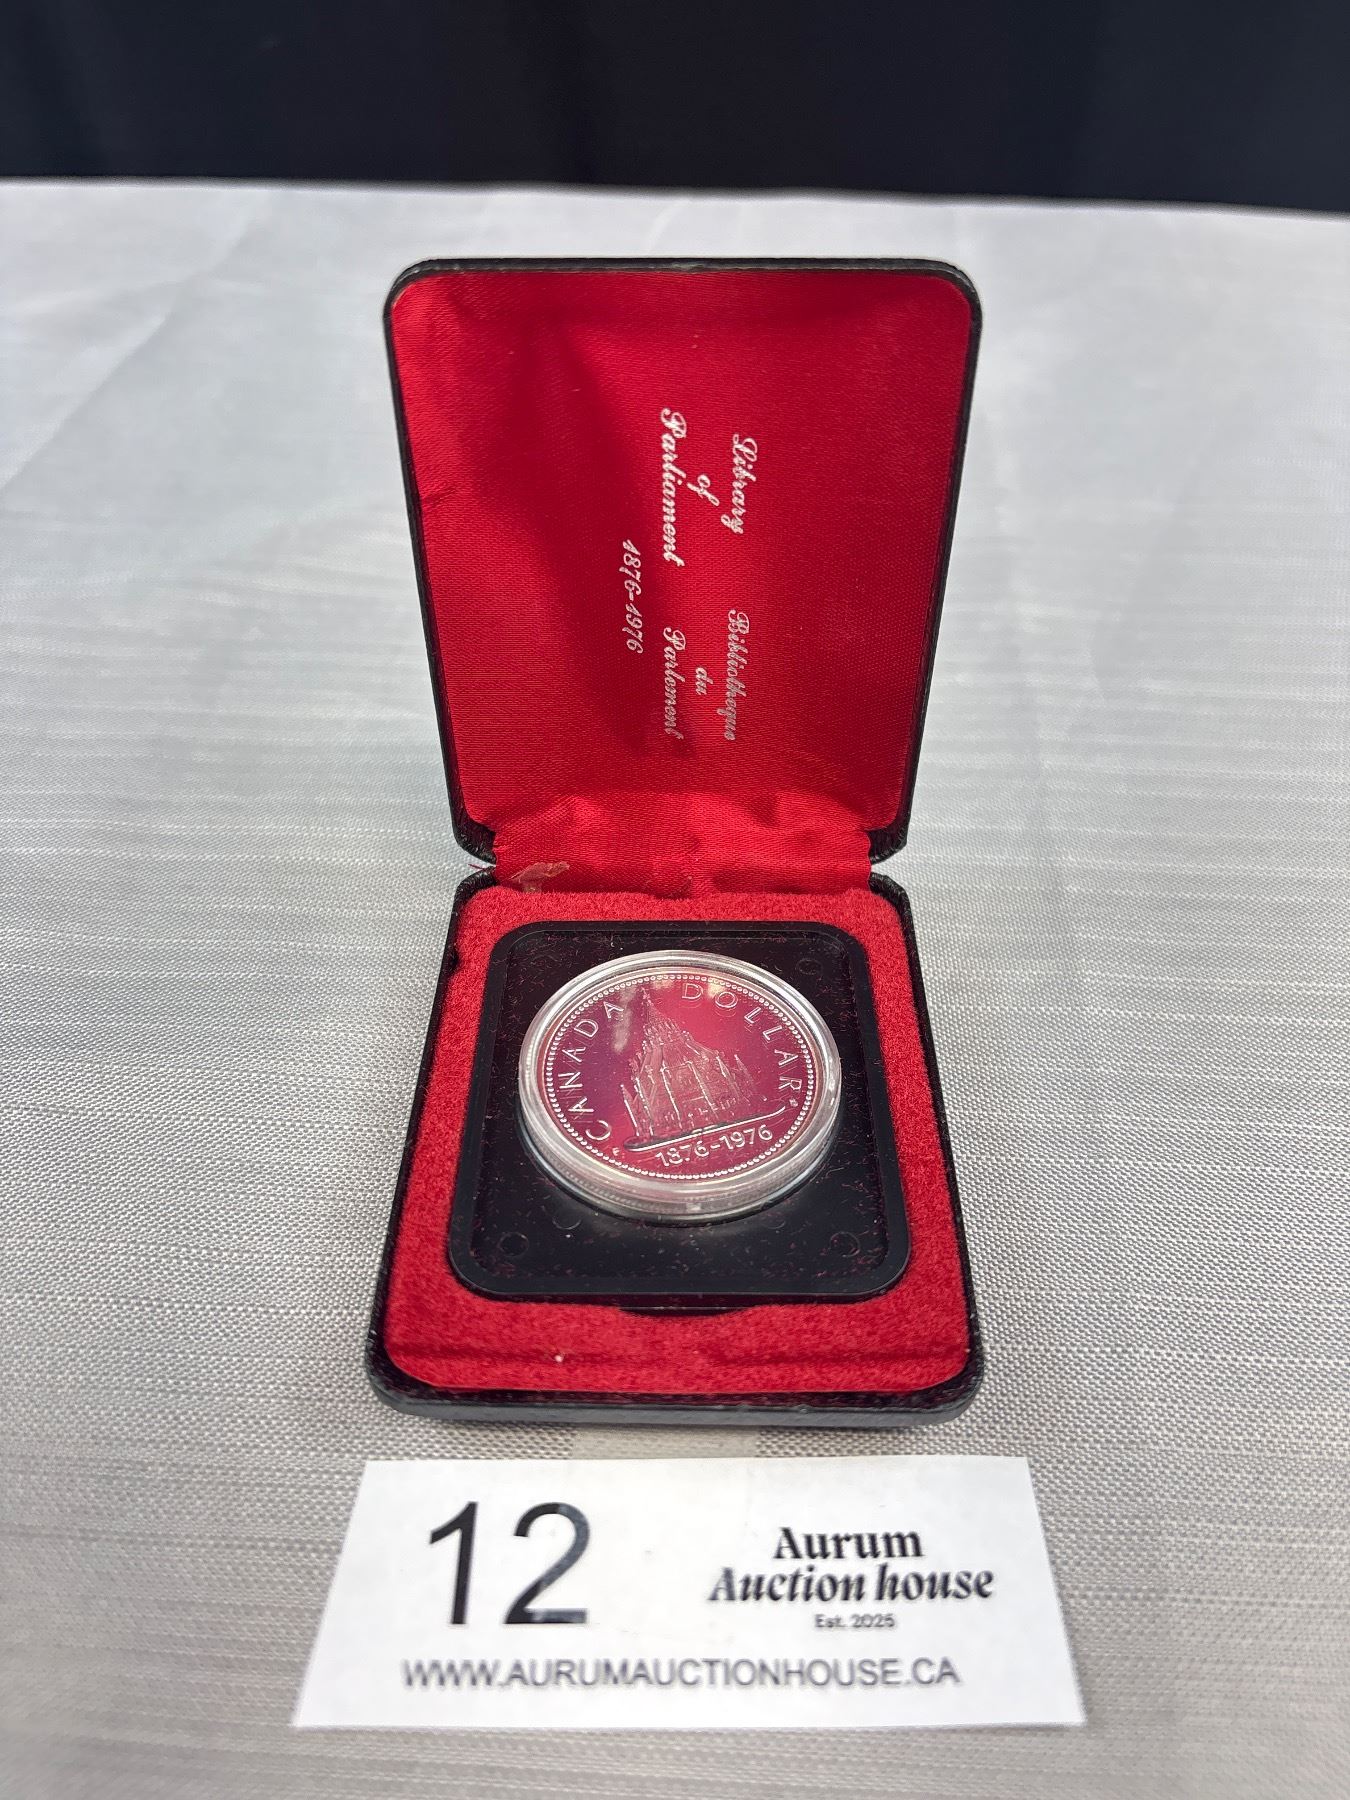 Library
of
Parliament
Bibliotheque
du
Parlement
1876-1976
CANADA DOLLAR
1876-1976
12
Aurum
Auction house
Est. 2025
WWW.AURUMAUCTIONHOUSE.CA